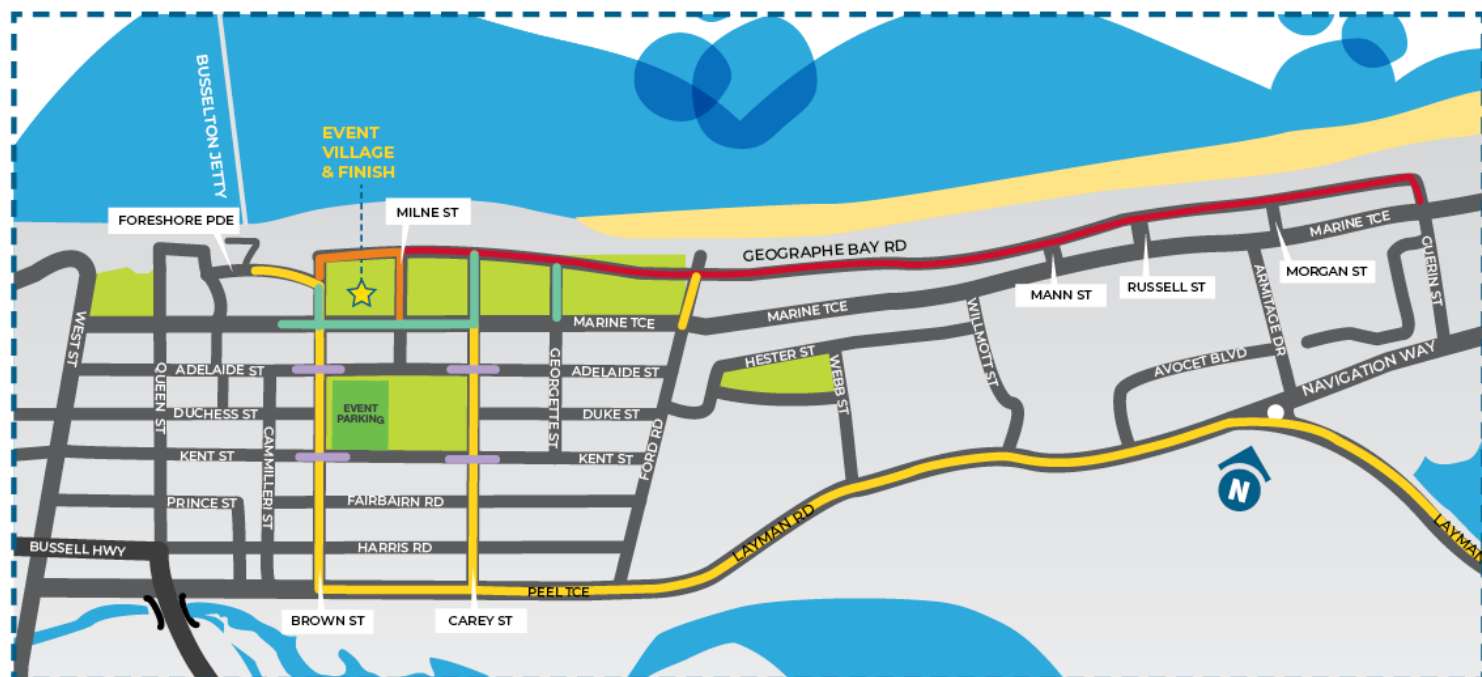 BUSSELTON JETTY
EVENT
VILLAGE
& FINISH
FORESHORE PDE
MILNE ST
GEOGRAPHE BAY RD
MARINE TCE
MORGAN ST
RUSSELL ST
MANN ST
GUERIN ST
ARMITAGE DR
WILLMOTT ST
MARINE TCE
MARINE TCE
WEST ST
QUEEN ST
ADELAIDE ST
ADELAIDE ST
GEORGETTE ST
HESTER ST
WEBB ST
AVOCET BLVD
NAVIGATION WAY
DUCHESS ST
EVENT
PARKING
DUKE ST
FORD RD
CAMMILLERI ST
KENT ST
KENT ST
PRINCE ST
FAIRBAIRN RD
HARRIS RD
BUSSELL HWY
LAYMAN RD
LAYMAN
N
PEEL TCE
BROWN ST
CAREY ST